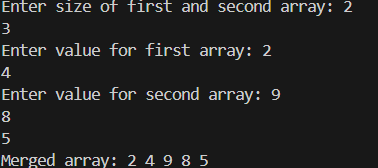 Enter size of first and second array: 2
3
Enter value for first array: 2
4
Enter value for second array: 9
8
5
Merged array: 2 4 9 8 5